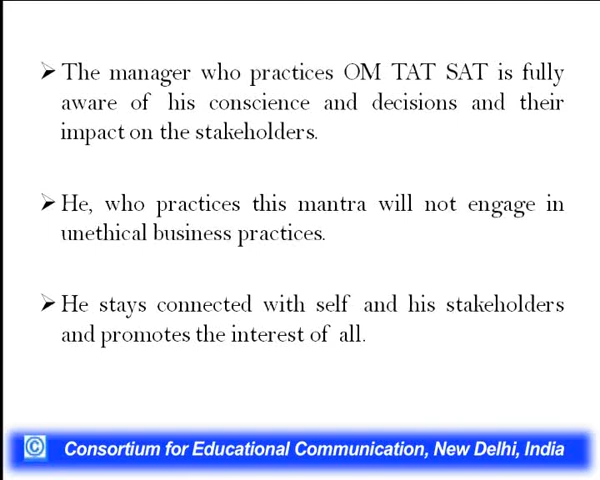 ➢ The manager who practices OM TAT SAT is fully
aware of his conscience and decisions and their
impact on the stakeholders.
➢ He, who practices this mantra will not engage in
unethical business practices.
➢ He stays connected with self and his stakeholders
and promotes the interest of all.
© Consortium for Educational Communication, New Delhi, India